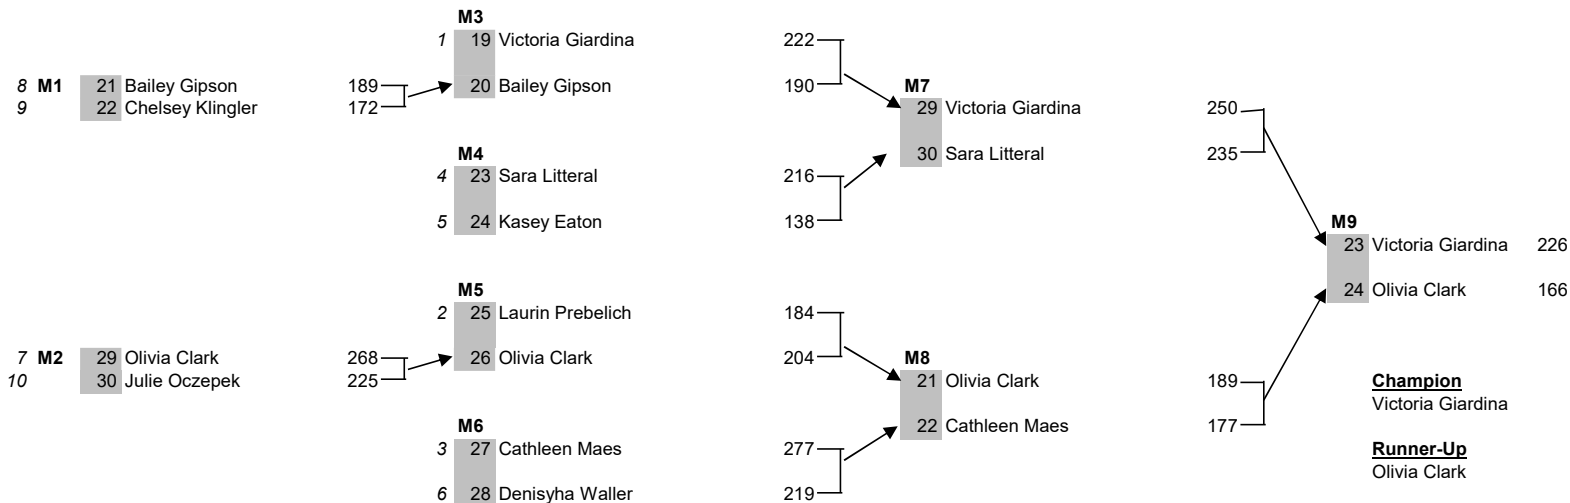 M3
1 19 Victoria Giardina 222
8 M1 21 Bailey Gipson 189 20 Bailey Gipson 190 M7
9 22 Chelsey Klingler 172 29 Victoria Giardina 250
M4 30 Sara Litteral 235
4 23 Sara Litteral 216
5 24 Kasey Eaton 138 M9
23 Victoria Giardina 226
M5 24 Olivia Clark 166
2 25 Laurin Prebelich 184
7 M2 29 Olivia Clark 268 26 Olivia Clark 204 M8
10 30 Julie Oczepek 225 21 Olivia Clark 189 Champion
Victoria Giardina
M6 22 Cathleen Maes 177
3 27 Cathleen Maes 277 Runner-Up
Olivia Clark
6 28 Denisyha Waller 219